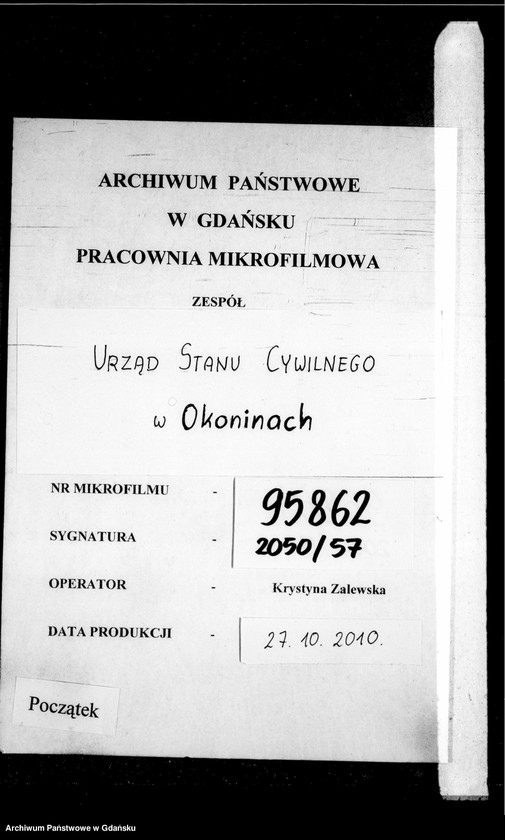 ARCHIWUM PAŃSTWOWE
W GDAŃSKU
PRACOWNIA MIKROFILMOWA
ZESPÓŁ
URZĄD STANU CYWILNEGO
w Okoninach
NR MIKROFILMU - 95862
SYGNATURA - 2050/57
OPERATOR - Krystyna Zalewska
DATA PRODUKCJI - 27.10.2010.
Początek
Archiwum Państwowe w Gdańsku